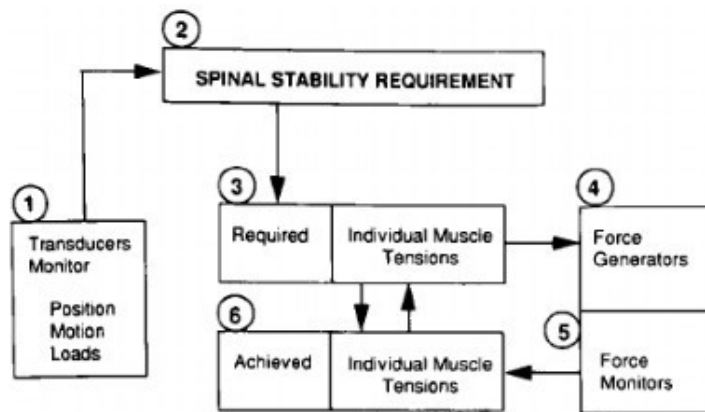 2
SPINAL STABILITY REQUIREMENT
1
Transducers
Monitor
Position
Motion
Loads
3
Required
Individual Muscle
Tensions
4
Force
Generators
6
Achieved
Individual Muscle
Tensions
5
Force
Monitors